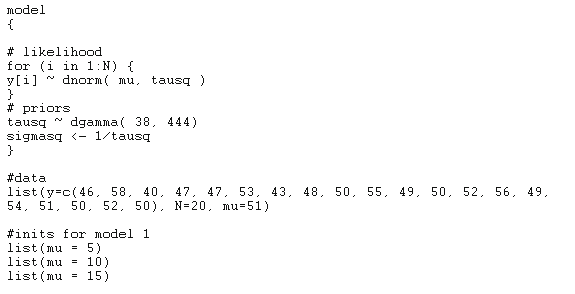 model
{
# likelihood
for (i in 1:N) {
y[i] ~ dnorm( mu, tausq )
}
# priors
tausq ~ dgamma( 38, 444)
sigmasq <- 1/tausq
}
#data
list(y=c(46, 58, 40, 47, 47, 53, 43, 48, 50, 55, 49, 50, 52, 56, 49,
54, 51, 50, 52, 50), N=20, mu=51)
#inits for model 1
list(mu = 5)
list(mu = 10)
list(mu = 15)